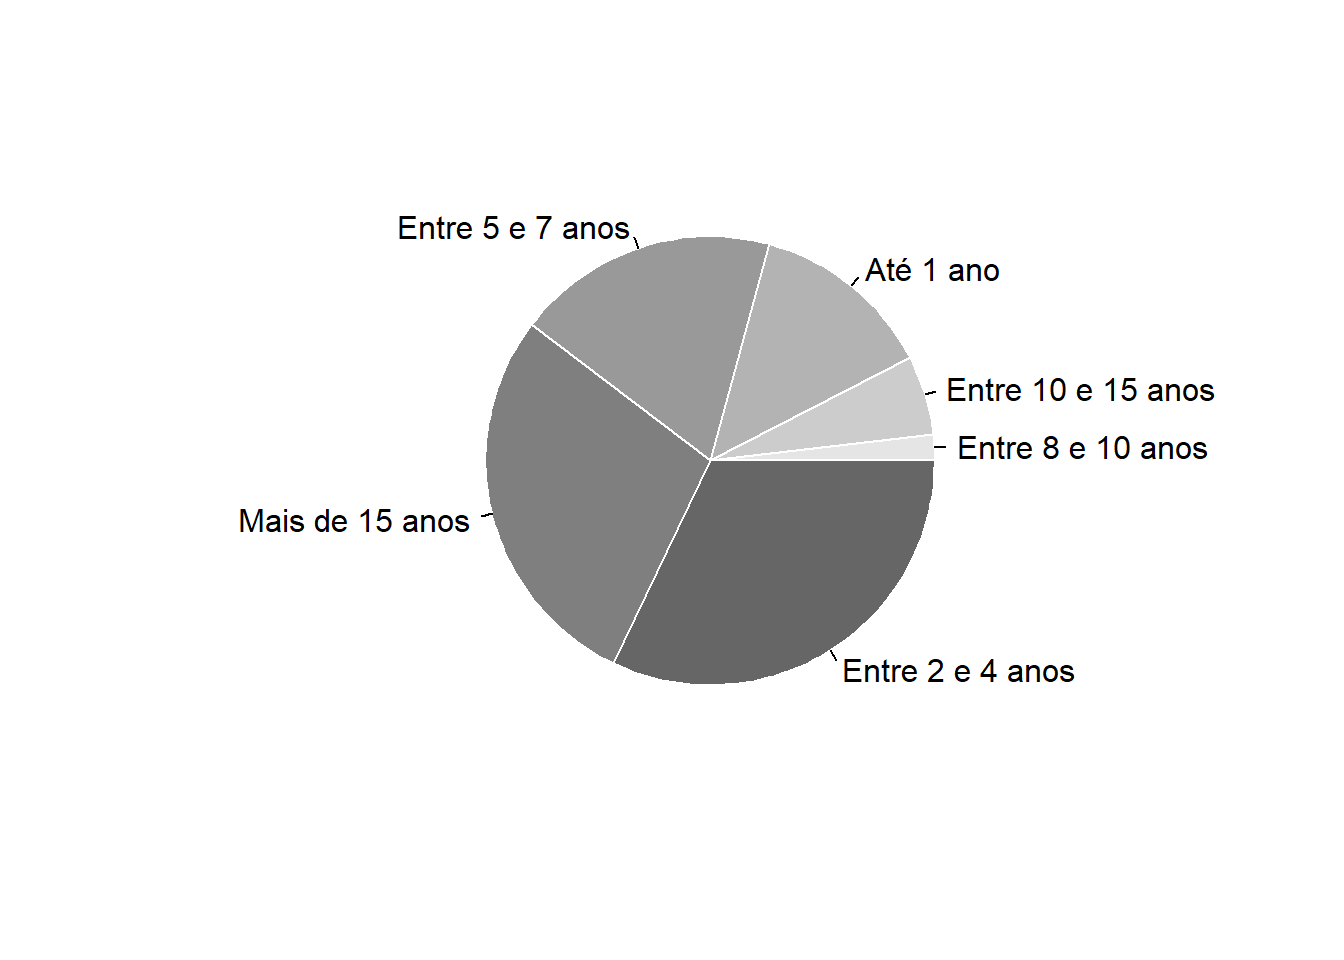 Entre 5 e 7 anos
Até 1 ano
Entre 10 e 15 anos
Entre 8 e 10 anos
Mais de 15 anos
Entre 2 e 4 anos